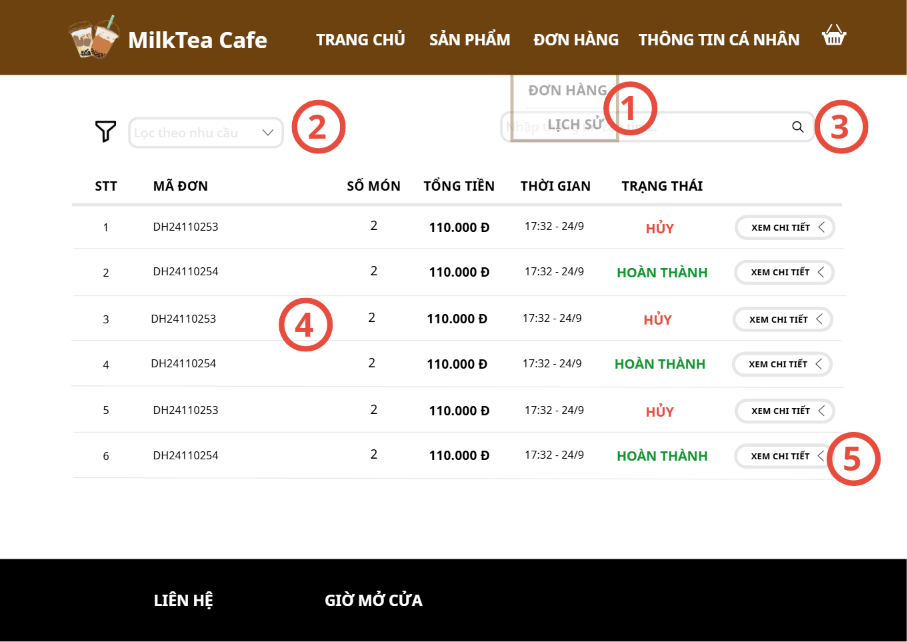 MilkTea Cafe TRANG CHỦ SẢN PHẨM ĐƠN HÀNG THÔNG TIN CÁ NHÂN
ĐƠN HÀNG
1
LỊCH SỬ
Lọc theo nhu cầu 2 Nhập 3
STT MÃ ĐƠN SỐ MÓN TỔNG TIỀN THỜI GIAN TRẠNG THÁI
1 DH24110253 2 110.000 Đ 17:32 - 24/9 HỦY XEM CHI TIẾT
2 DH24110254 2 110.000 Đ 17:32 - 24/9 HOÀN THÀNH XEM CHI TIẾT
3 DH24110253 4 2 110.000 Đ 17:32 - 24/9 HỦY XEM CHI TIẾT
4 DH24110254 2 110.000 Đ 17:32 - 24/9 HOÀN THÀNH XEM CHI TIẾT
5 DH24110253 2 110.000 Đ 17:32 - 24/9 HỦY XEM CHI TIẾT
6 DH24110254 2 110.000 Đ 17:32 - 24/9 HOÀN THÀNH XEM CHI TIẾT 5
LIÊN HỆ GIỜ MỞ CỬA